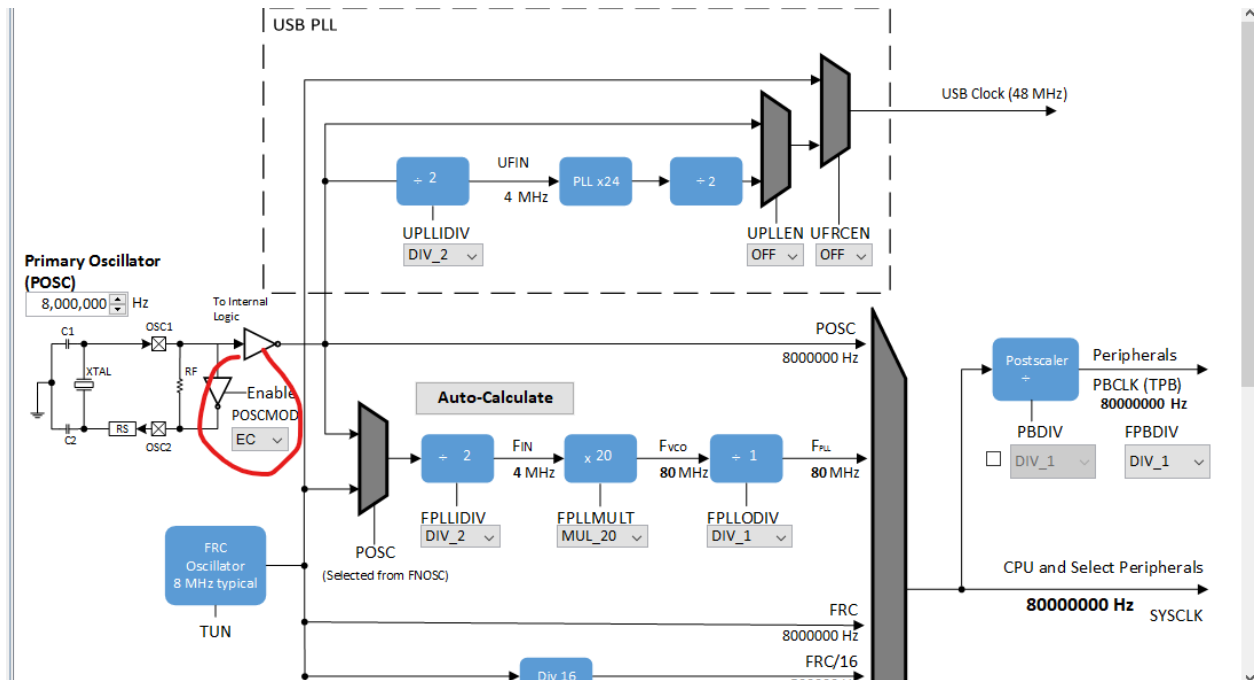 USB PLL
USB Clock (48 MHz)
÷ 2
UFIN
4 MHz
PLL x24
÷ 2
UPLLIDIV
DIV_2
UPLLEN
OFF
UFRCEN
OFF
Primary Oscillator
(POSC)
8,000,000 Hz
To Internal
Logic
C1
OSC1
XTAL
RF
Enable
POSCMOD
EC
C2
RS
OSC2
POSC
8000000 Hz
Auto-Calculate
÷ 2
FIN
4 MHz
x 20
Fvco
80 MHz
÷ 1
FPLL
80 MHz
FPLLIDIV
DIV_2
FPLLMULT
MUL_20
FPLLODIV
DIV_1
POSC
(Selected from FNOSC)
Postscaler
÷
Peripherals
PBCLK (TPB)
80000000 Hz
PBDIV
DIV_1
FPBDIV
DIV_1
FRC
Oscillator
8 MHz typical
TUN
CPU and Select Peripherals
80000000 Hz
SYSCLK
FRC
8000000 Hz
FRC/16
Div 16